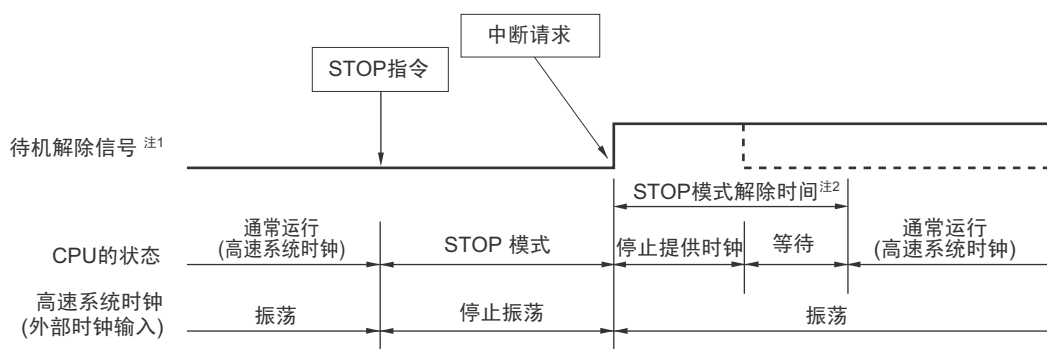 中断请求
STOP指令
待机解除信号 注1
STOP模式解除时间注2
CPU的状态
通常运行
(高速系统时钟)
STOP 模式
停止提供时钟
等待
通常运行
(高速系统时钟)
高速系统时钟
(外部时钟输入)
振荡
停止振荡
振荡